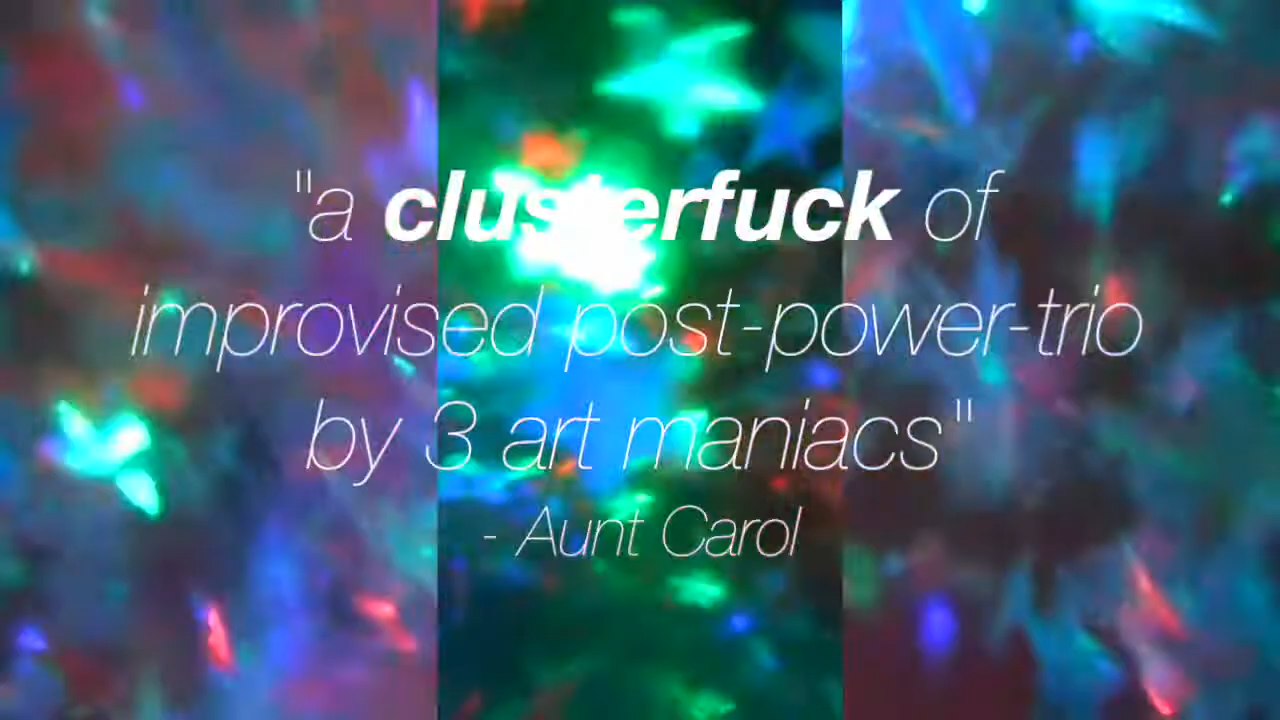 "a clusterfuck of
improvised post-power-trio
by 3 art maniacs"
- Aunt Carol